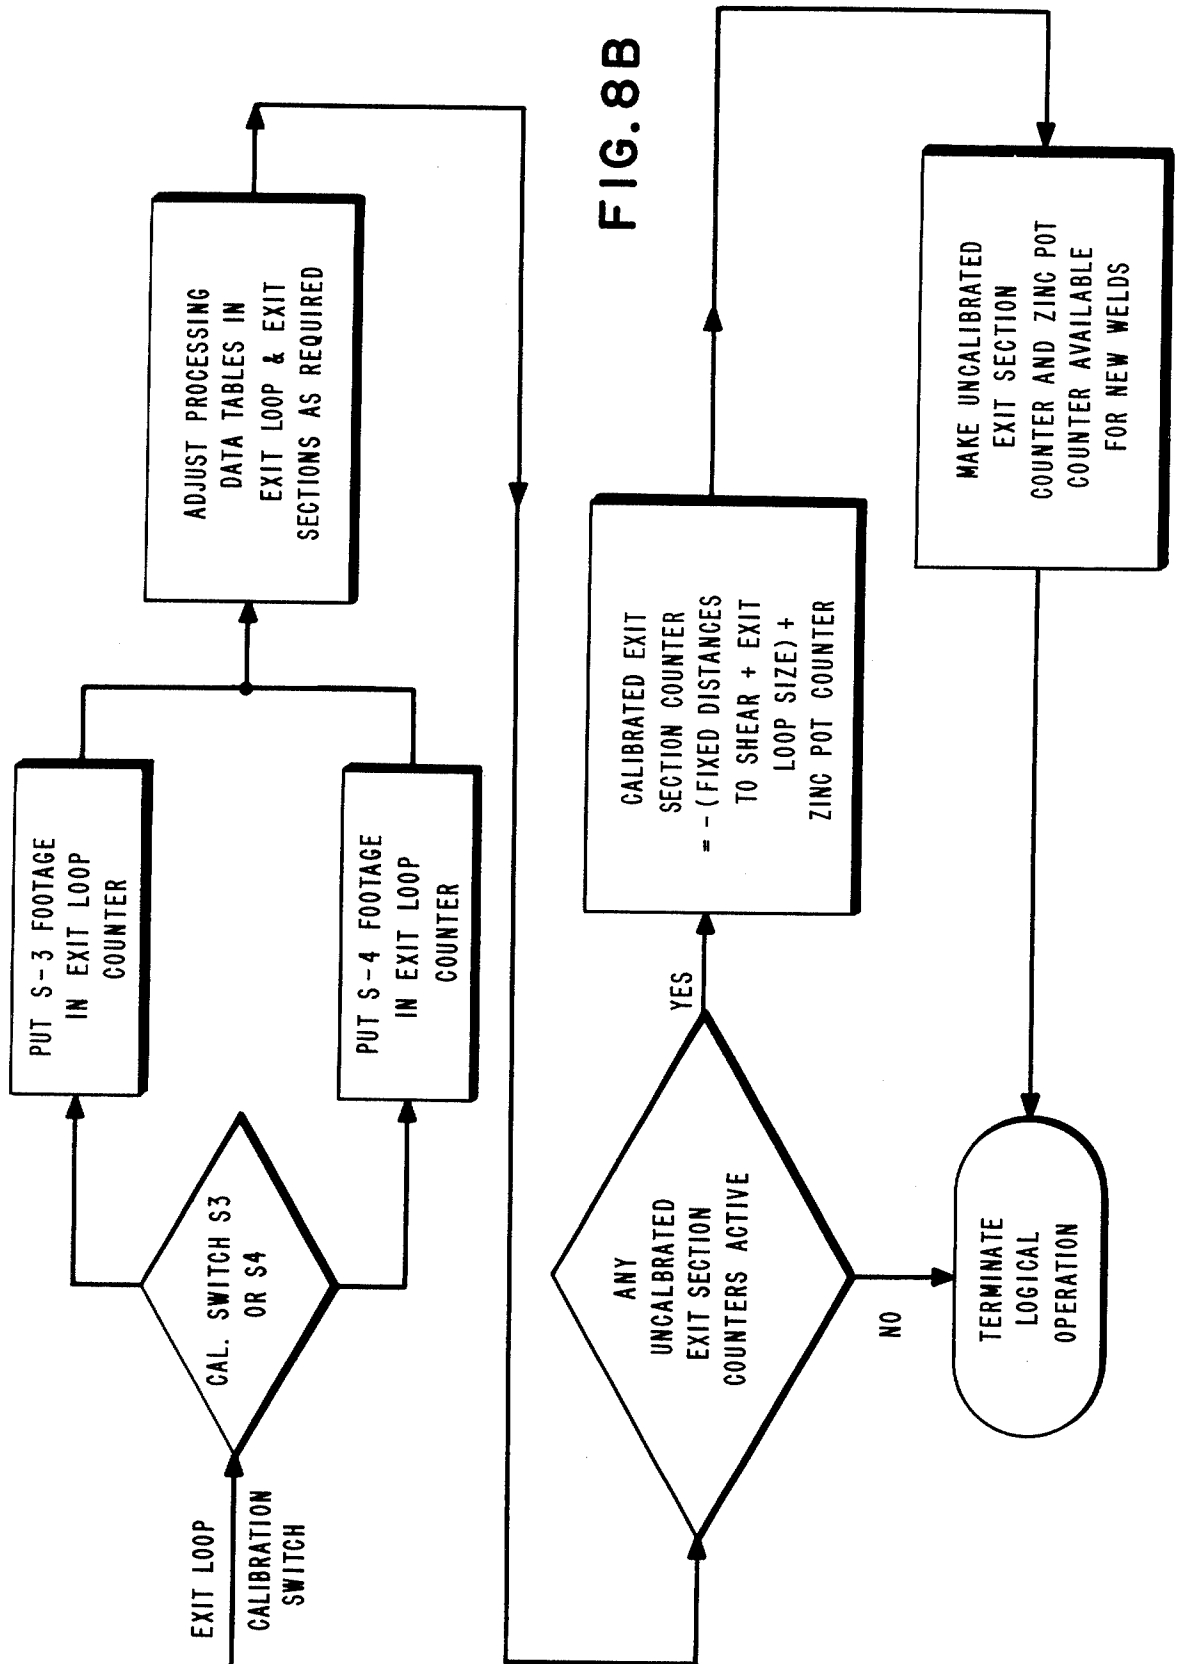 EXIT LOOP
CALIBRATION
SWITCH
CAL. SWITCH S3
OR S4
PUT S-3 FOOTAGE
IN EXIT LOOP
COUNTER
PUT S-4 FOOTAGE
IN EXIT LOOP
COUNTER
ADJUST PROCESSING
DATA TABLES IN
EXIT LOOP & EXIT
SECTIONS AS REQUIRED
ANY
UNCALBRATED
EXIT SECTION
COUNTERS ACTIVE
YES
NO
CALIBRATED EXIT
SECTION COUNTER
= -(FIXED DISTANCES
TO SHEAR + EXIT
LOOP SIZE) +
ZINC POT COUNTER
MAKE UNCALIBRATED
EXIT SECTION
COUNTER AND ZINC POT
COUNTER AVAILABLE
FOR NEW WELDS
TERMINATE
LOGICAL
OPERATION
FIG.8B